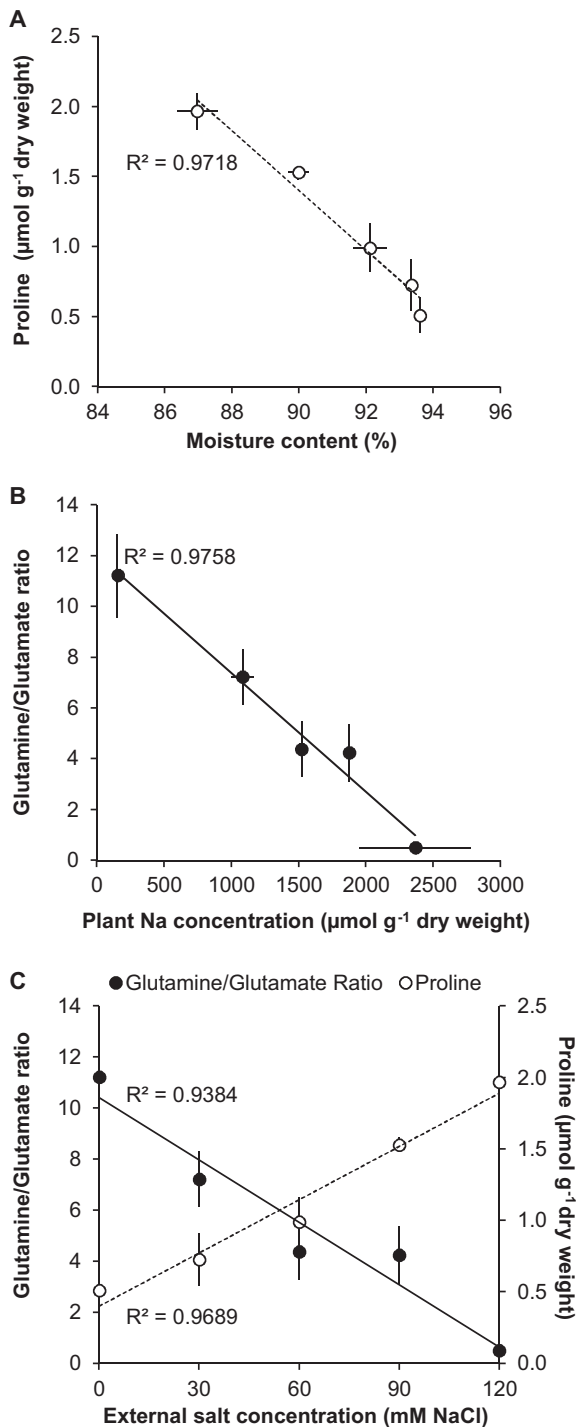 A
2.5
2.0
1.5
1.0
0.5
0.0
Proline (µmol g⁻¹ dry weight)
R² = 0.9718
84 86 88 90 92 94 96
Moisture content (%)
B
14
12
10
8
6
4
2
0
Glutamine/Glutamate ratio
R² = 0.9758
0 500 1000 1500 2000 2500 3000
Plant Na concentration (µmol g⁻¹ dry weight)
C
Glutamine/Glutamate Ratio Proline
14
12
10
8
6
4
2
0
Glutamine/Glutamate ratio
R² = 0.9384
R² = 0.9689
2.5
2.0
1.5
1.0
0.5
0.0
Proline (µmol g⁻¹ dry weight)
0 30 60 90 120
External salt concentration (mM NaCl)